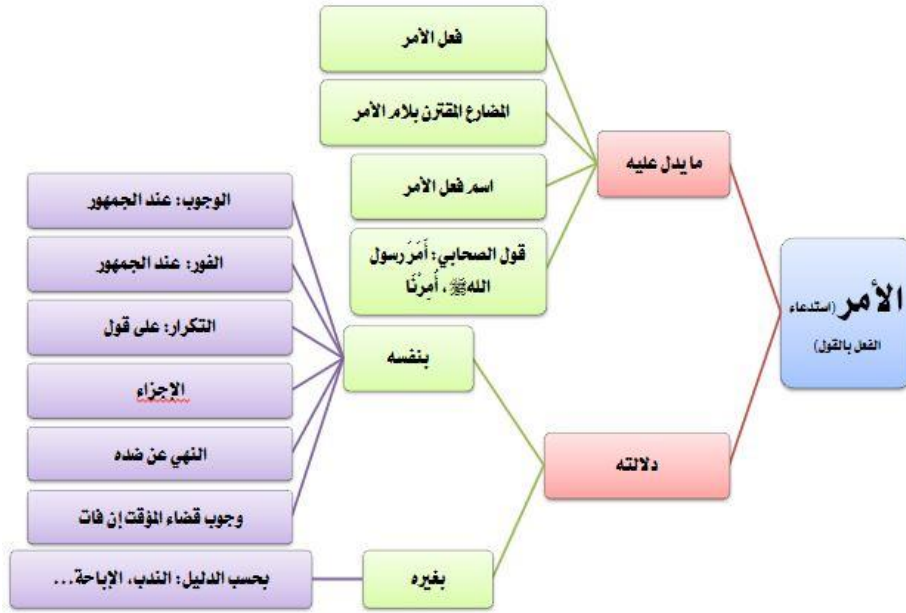 الأمر (استدعاء
الفعل بالقول)
ما يدل عليه
فعل الأمر
المضارع المقترن بلام الأمر
اسم فعل الأمر
قول الصحابي: أَمَرَ رسول
الله ﷺ، أُمِرْنَا
دلالته
بنفسه
الوجوب: عند الجمهور
الفور: عند الجمهور
التكرار: على قول
الإجزاء
النهي عن ضده
وجوب قضاء المؤقت إن فات
بغيره
بحسب الدليل: الندب، الإباحة...